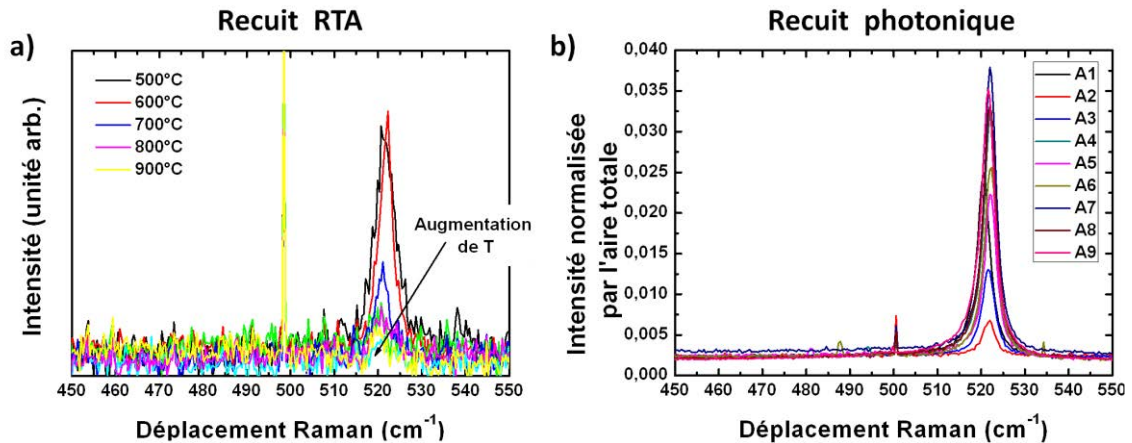 Recuit RTA
a)
500°C
600°C
700°C
800°C
900°C
Augmentation
de T
Intensité (unité arb.)
450 460 470 480 490 500 510 520 530 540 550
Déplacement Raman (cm⁻¹)
Recuit photonique
b)
0,040
0,035
0,030
0,025
0,020
0,015
0,010
0,005
0,000
A1
A2
A3
A4
A5
A6
A7
A8
A9
Intensité normalisée
par l'aire totale
450 460 470 480 490 500 510 520 530 540 550
Déplacement Raman (cm⁻¹)